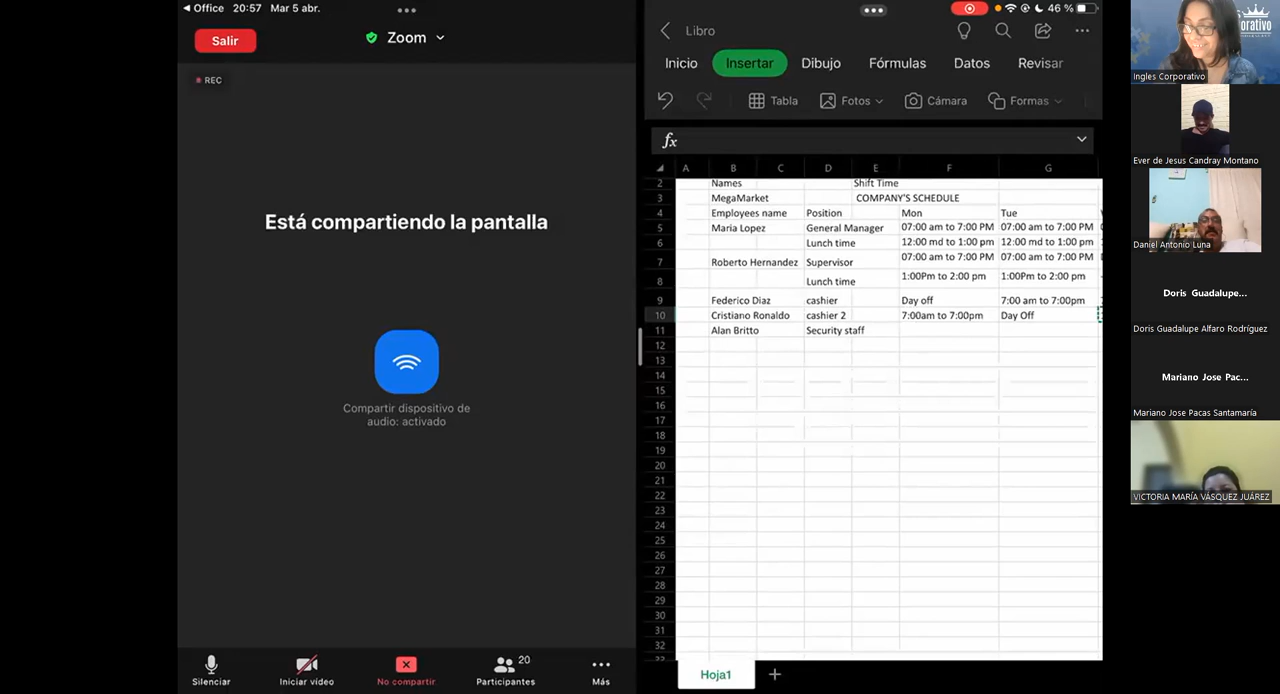 Office 20:57 Mar 5 abr.
46 %
Salir
Zoom
REC
Está compartiendo la pantalla
Compartir dispositivo de
audio: activado
Silenciar
Iniciar vídeo
No compartir
Participantes 20
Más
Libro
Inicio Insertar Dibujo Fórmulas Datos Revisar
Tabla Fotos Cámara Formas
fx
A B C D E F G
2 Names Shift Time
3 MegaMarket COMPANY'S SCHEDULE
4 Employees name Position Mon Tue
5 Maria Lopez General Manager 07:00 am to 7:00 PM 07:00 am to 7:00 PM
6 Lunch time 12:00 md to 1:00 pm 12:00 md to 1:00 pm
7 Roberto Hernandez Supervisor 07:00 am to 7:00 PM 07:00 am to 7:00 PM
8 Lunch time 1:00Pm to 2:00 pm 1:00Pm to 2:00 pm
9 Federico Diaz cashier Day off 7:00 am to 7:00pm
10 Cristiano Ronaldo cashier 2 7:00am to 7:00pm Day Off
11 Alan Britto Security staff
12
13
14
15
16
17
18
19
20
21
22
23
24
25
26
27
28
29
30
31
32
33
Hoja1
orativo
Ingles Corporativo
Ever de Jesus Candray Montano
Daniel Antonio Luna
Doris Guadalupe...
Doris Guadalupe Alfaro Rodríguez
Mariano Jose Pac...
Mariano Jose Pacas Santamaría
VICTORIA MARÍA VÁSQUEZ JUÁREZ